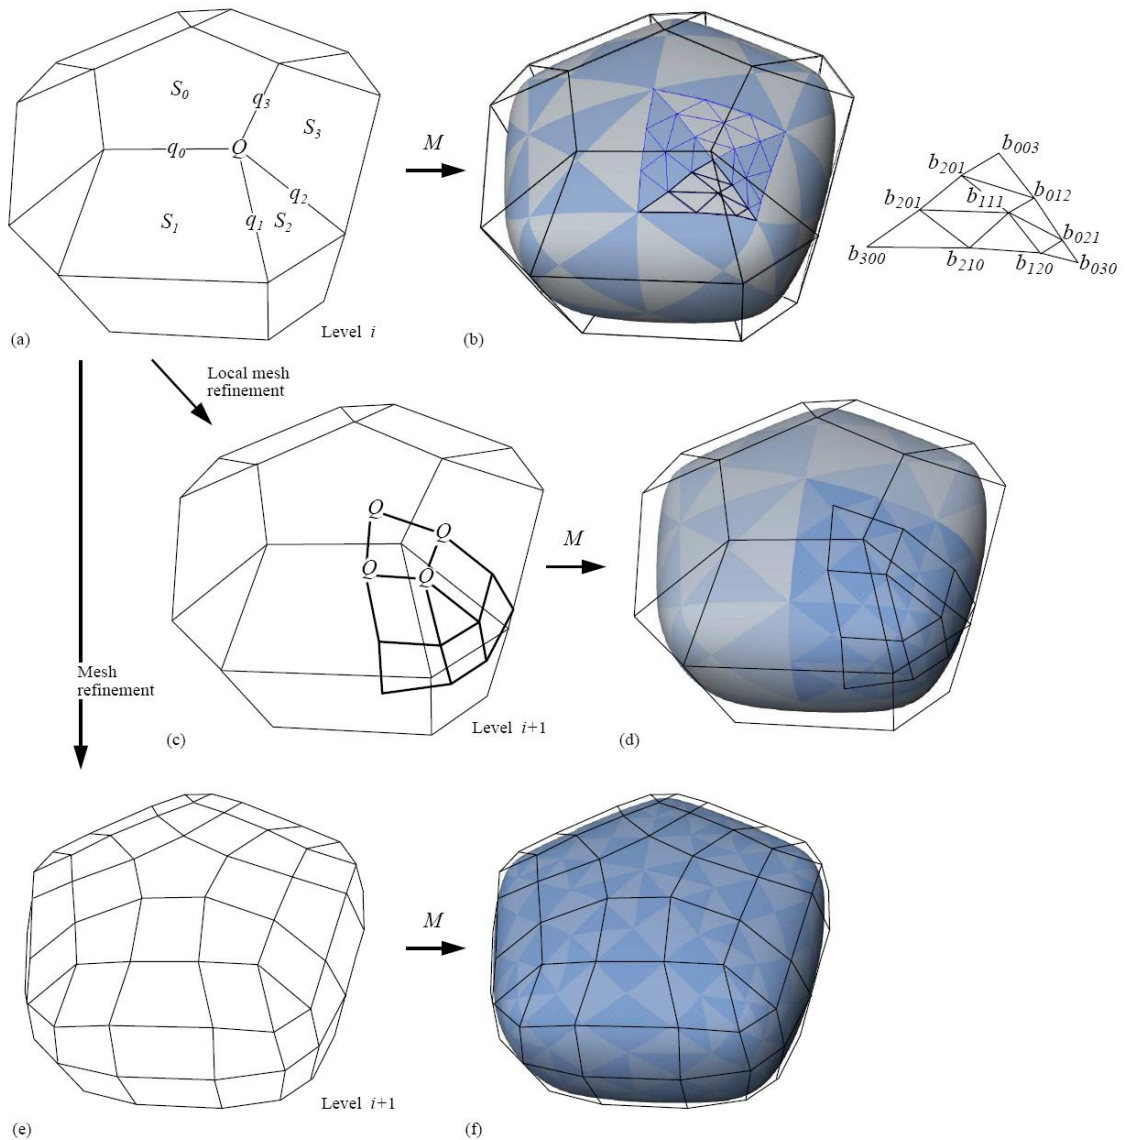 S0
q3
S3
q0
Q
q2
S1
q1
S2
Level i
(a)
M
(b)
b003
b201
b012
b201
b111
b021
b300
b210
b120
b030
Local mesh
refinement
Q
Q
Q
Q
Level i+1
(c)
M
(d)
Mesh
refinement
Level i+1
(e)
M
(f)